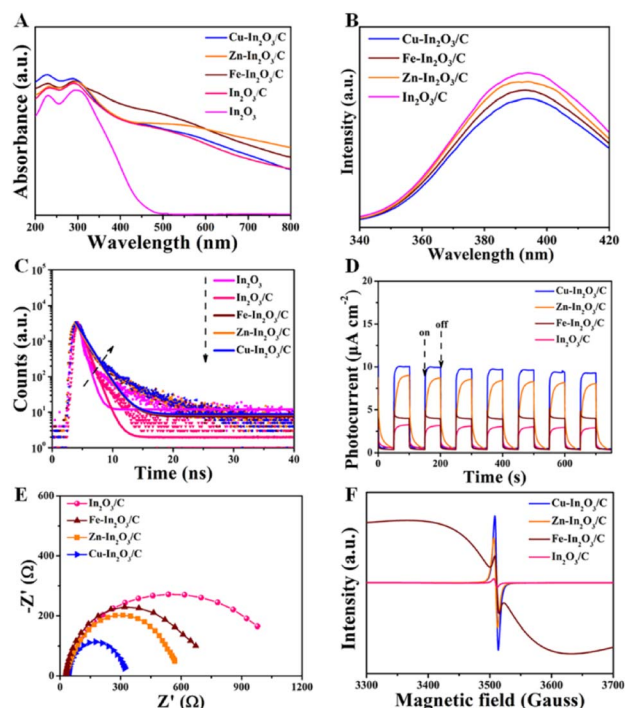 A
Cu-In2O3/C
Zn-In2O3/C
Fe-In2O3/C
In2O3/C
In2O3
Absorbance (a.u.)
200 300 400 500 600 700 800
Wavelength (nm)
B
Cu-In2O3/C
Fe-In2O3/C
Zn-In2O3/C
In2O3/C
Intensity (a.u.)
340 360 380 400 420
Wavelength (nm)
C
In2O3
In2O3/C
Fe-In2O3/C
Zn-In2O3/C
Cu-In2O3/C
Counts (a.u.)
10^5
10^4
10^3
10^2
10^1
10^0
0 10 20 30 40
Time (ns)
D
Cu-In2O3/C
Zn-In2O3/C
Fe-In2O3/C
In2O3/C
on
off
Photocurrent (μA cm-2)
20
15
10
5
0
0 200 400 600
Time (s)
E
In2O3/C
Fe-In2O3/C
Zn-In2O3/C
Cu-In2O3/C
-Z' (Ω)
600
400
200
0
0 300 600 900 1200
Z' (Ω)
F
Cu-In2O3/C
Zn-In2O3/C
Fe-In2O3/C
In2O3/C
Intensity (a.u.)
3300 3400 3500 3600 3700
Magnetic field (Gauss)